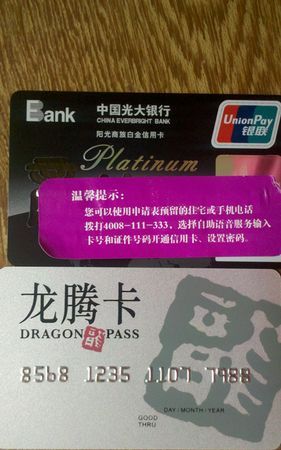 Bank
中国光大银行
CHINA EVERBRIGHT BANK
阳光商旅白金信用卡
UnionPay
银联
Platinum
温馨提示:
您可以使用申请表预留的住宅或手机电话
拨打4008-111-333,选择自助语音服务输入
卡号和证件号码开通信用卡、设置密码。
龙腾卡
DRAGON PASS
8568 1235 1107 7988
DAY / MONTH / YEAR
GOOD
THRU